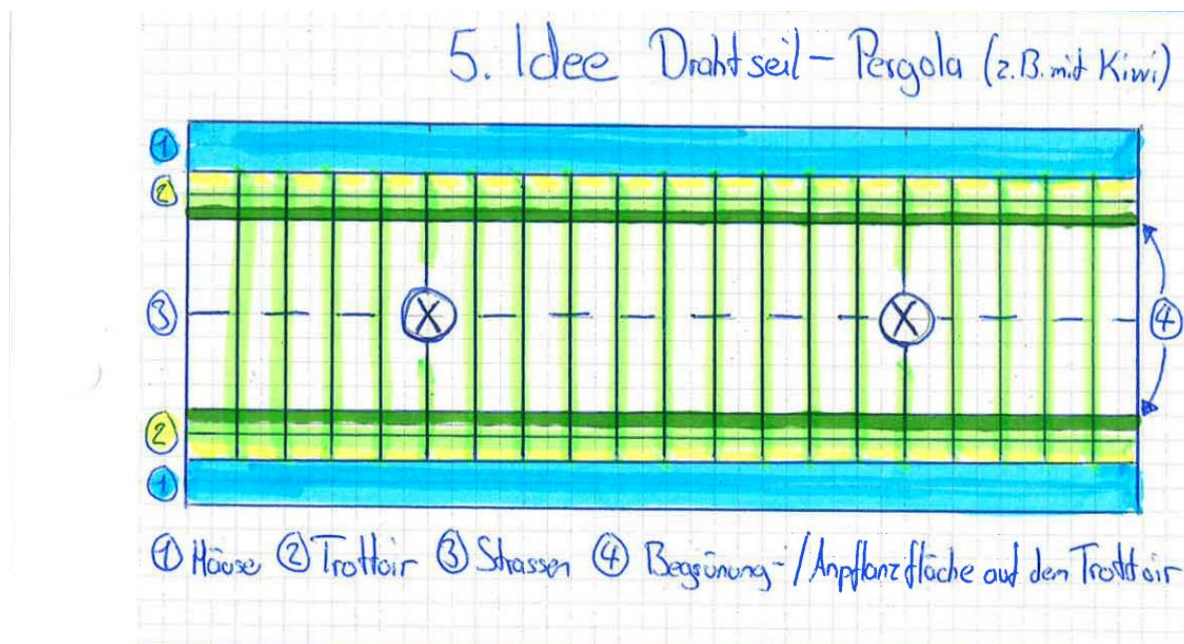 5. Idee Drahtseil - Pergola (z.B. mit Kiwi)
1
2
3
X X
4
2
1
① Häuse ② Trottoir ③ Strassen ④ Begrünung-/Anpflanzfläche auf dem Trottoir